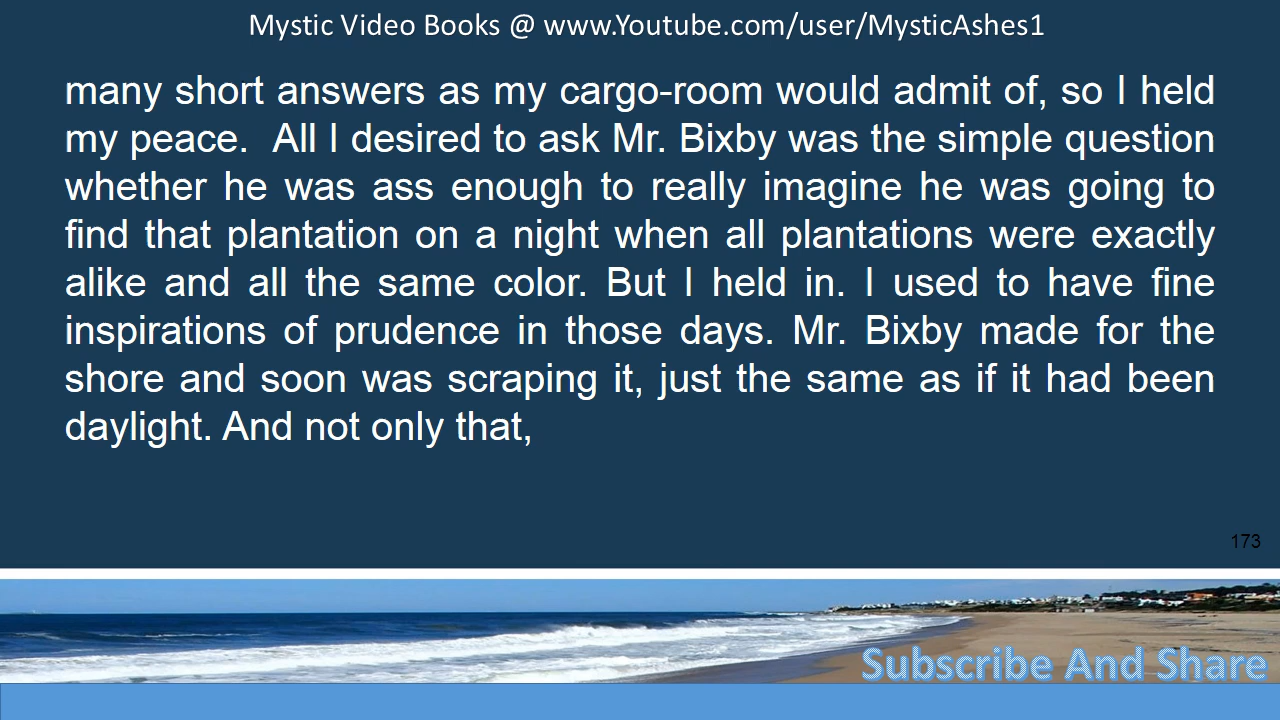 Mystic Video Books @ www.Youtube.com/user/MysticAshes1
many short answers as my cargo-room would admit of, so I held
my peace.  All I desired to ask Mr. Bixby was the simple question
whether he was ass enough to really imagine he was going to
find that plantation on a night when all plantations were exactly
alike and all the same color. But I held in. I used to have fine
inspirations of prudence in those days. Mr. Bixby made for the
shore and soon was scraping it, just the same as if it had been
daylight. And not only that,
173
Subscribe And Share